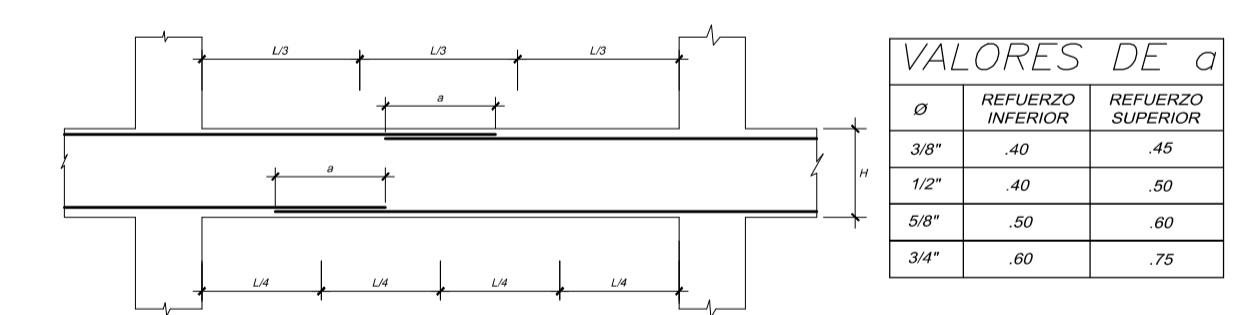 L/3 L/3 L/3
a
a
H
L/4 L/4 L/4 L/4
VALORES DE a
Ø REFUERZO INFERIOR REFUERZO SUPERIOR
3/8" .40 .45
1/2" .40 .50
5/8" .50 .60
3/4" .60 .75